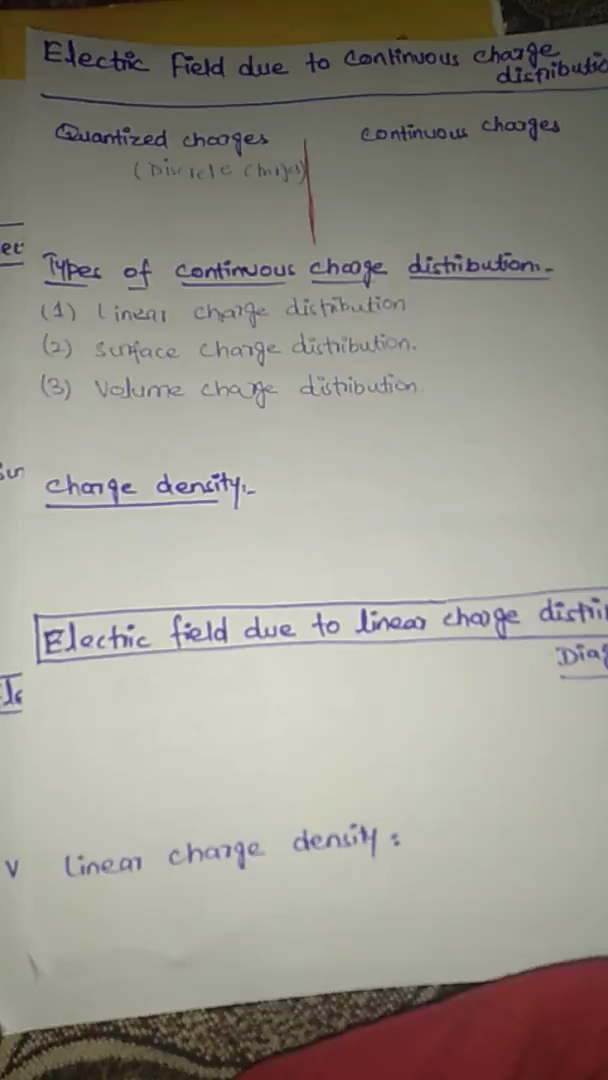 Electric field due to continuous charge
distributio
Quantized charges
continuous charges
(Discrete charges)
Types of continuous charge distribution:-
(1) linear charge distribution
(2) surface charge distribution.
(3) Volume charge distribution.
charge density:-
Electric field due to linear charge distri
Diag
linear charge density: